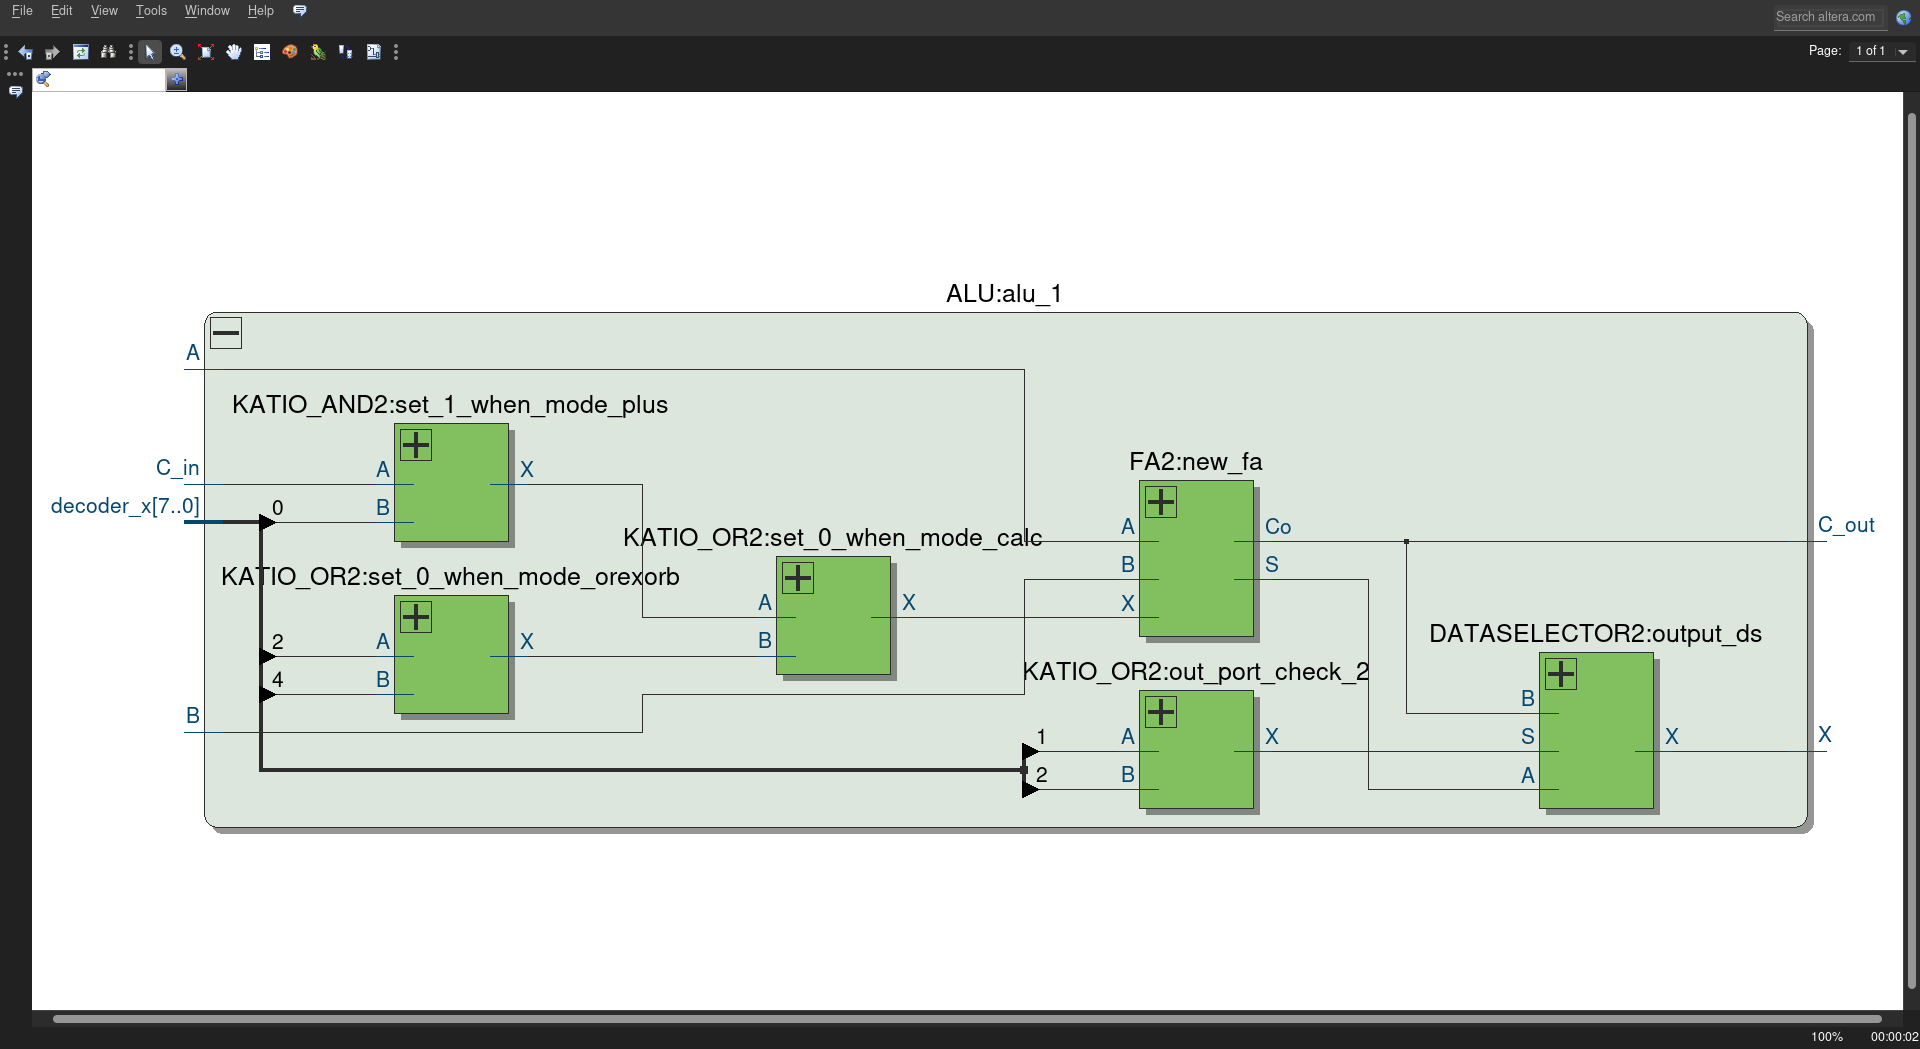 File Edit View Tools Window Help
Search altera.com
Page: 1 of 1
ALU:alu_1
A
KATIO_AND2:set_1_when_mode_plus
C_in
A
X
decoder_x[7..0]
0
B
KATIO_OR2:set_0_when_mode_orexorb
2
A
X
4
B
B
KATIO_OR2:set_0_when_mode_calc
A
X
B
FA2:new_fa
A
Co
B
S
X
C_out
KATIO_OR2:out_port_check_2
1
A
X
2
B
DATASELECTOR2:output_ds
B
S
X
A
X
100% 00:00:02